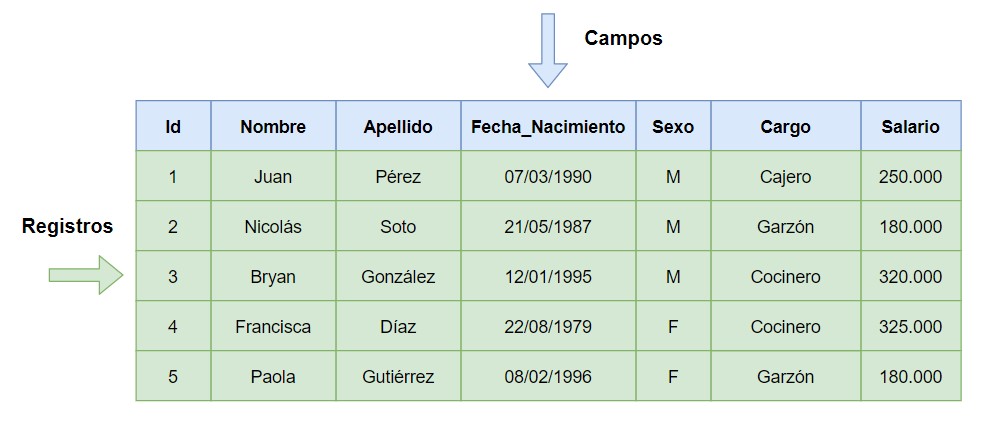 Campos
Id Nombre Apellido Fecha_Nacimiento Sexo Cargo Salario
1 Juan Pérez 07/03/1990 M Cajero 250.000
Registros
2 Nicolás Soto 21/05/1987 M Garzón 180.000
3 Bryan González 12/01/1995 M Cocinero 320.000
4 Francisca Díaz 22/08/1979 F Cocinero 325.000
5 Paola Gutiérrez 08/02/1996 F Garzón 180.000